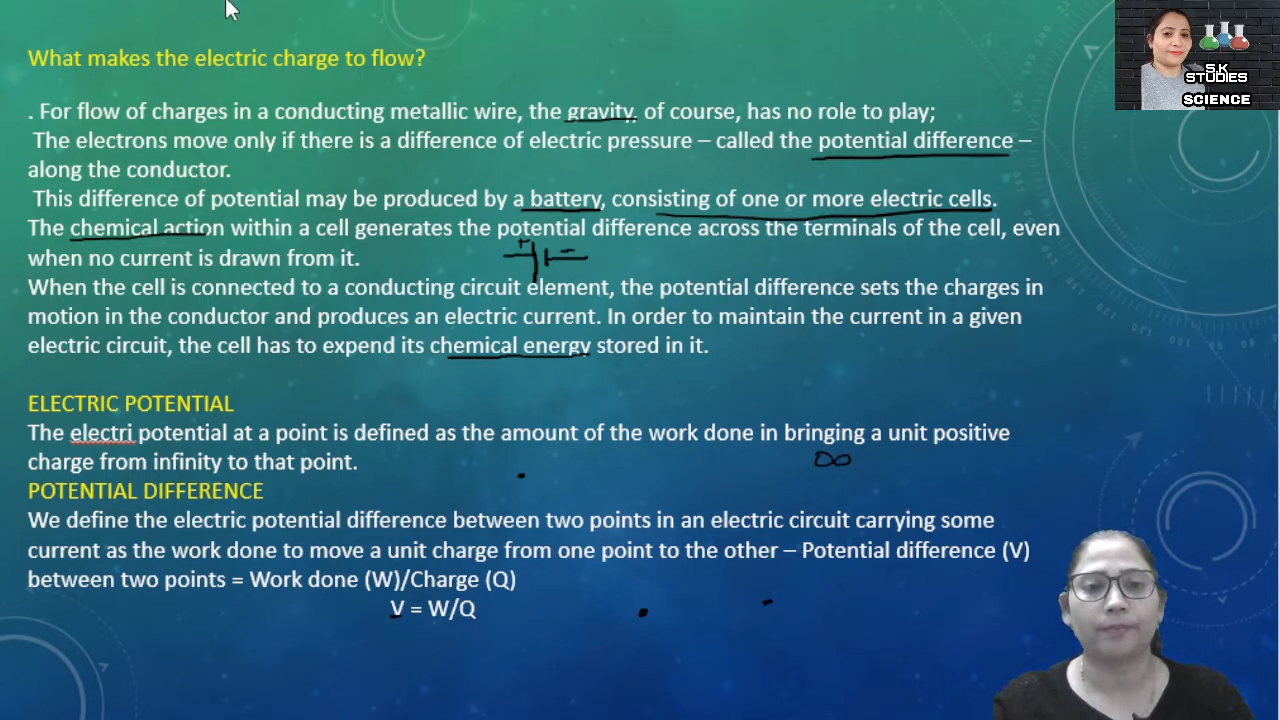 What makes the electric charge to flow?
. For flow of charges in a conducting metallic wire, the gravity, of course, has no role to play;
The electrons move only if there is a difference of electric pressure – called the potential difference –
along the conductor.
This difference of potential may be produced by a battery, consisting of one or more electric cells.
The chemical action within a cell generates the potential difference across the terminals of the cell, even
when no current is drawn from it.
+ -
When the cell is connected to a conducting circuit element, the potential difference sets the charges in
motion in the conductor and produces an electric current. In order to maintain the current in a given
electric circuit, the cell has to expend its chemical energy stored in it.
ELECTRIC POTENTIAL
The electri potential at a point is defined as the amount of the work done in bringing a unit positive
charge from infinity to that point.
∞
POTENTIAL DIFFERENCE
We define the electric potential difference between two points in an electric circuit carrying some
current as the work done to move a unit charge from one point to the other – Potential difference (V)
between two points = Work done (W)/Charge (Q)
V = W/Q
S.K
STUDIES
SCIENCE